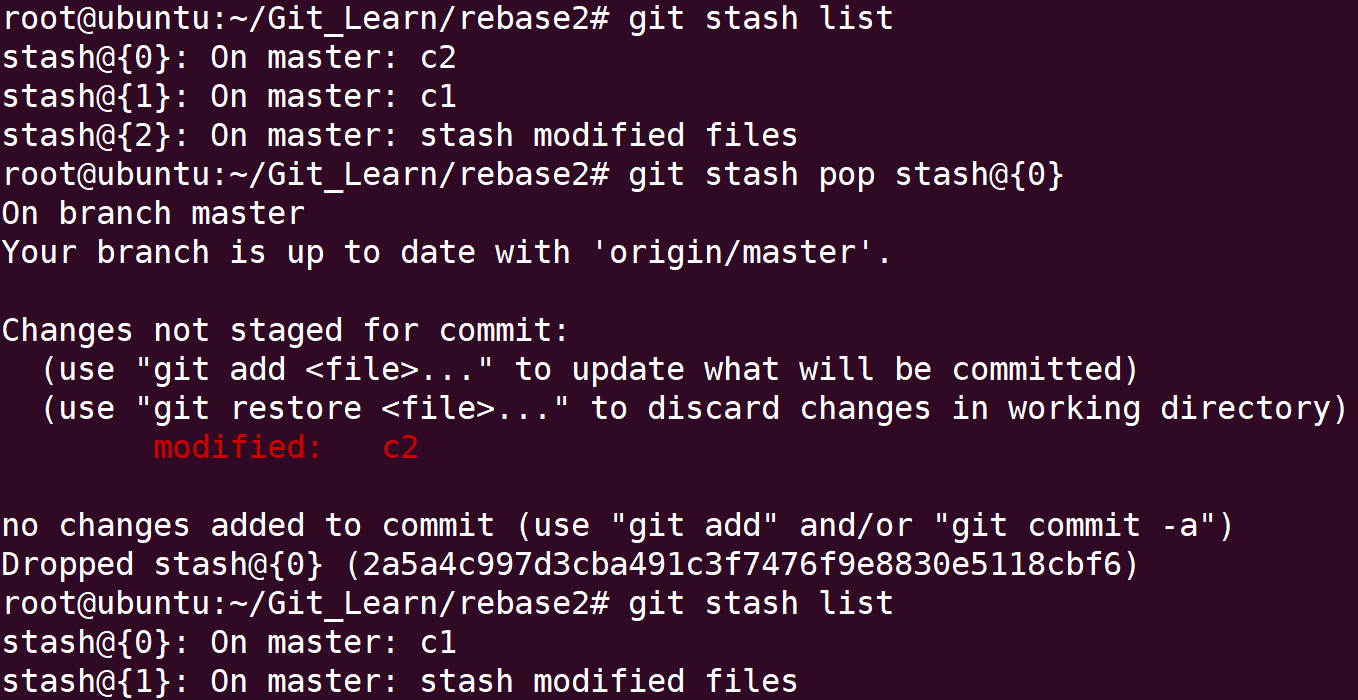 root@ubuntu:~/Git_Learn/rebase2# git stash list
stash@{0}: On master: c2
stash@{1}: On master: c1
stash@{2}: On master: stash modified files
root@ubuntu:~/Git_Learn/rebase2# git stash pop stash@{0}
On branch master
Your branch is up to date with 'origin/master'.

Changes not staged for commit:
  (use "git add <file>..." to update what will be committed)
  (use "git restore <file>..." to discard changes in working directory)
        modified:   c2

no changes added to commit (use "git add" and/or "git commit -a")
Dropped stash@{0} (2a5a4c997d3cba491c3f7476f9e8830e5118cbf6)
root@ubuntu:~/Git_Learn/rebase2# git stash list
stash@{0}: On master: c1
stash@{1}: On master: stash modified files